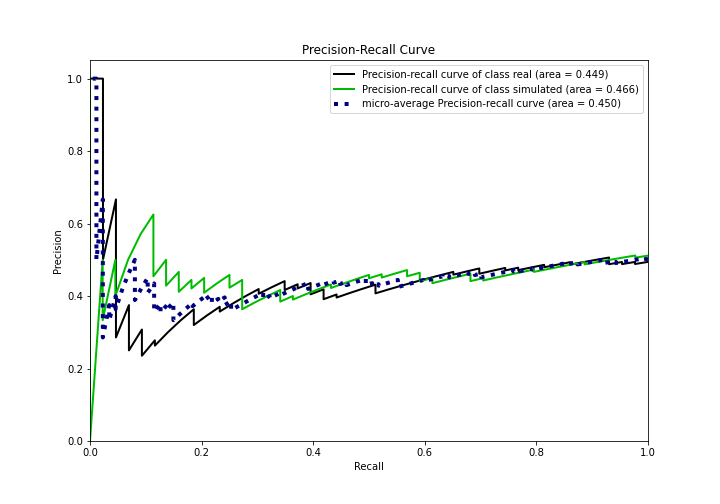 Precision-Recall Curve
Precision-recall curve of class real (area = 0.449)
Precision-recall curve of class simulated (area = 0.466)
micro-average Precision-recall curve (area = 0.450)
Precision
1.0
0.8
0.6
0.4
0.2
0.0
0.0 0.2 0.4 0.6 0.8 1.0
Recall